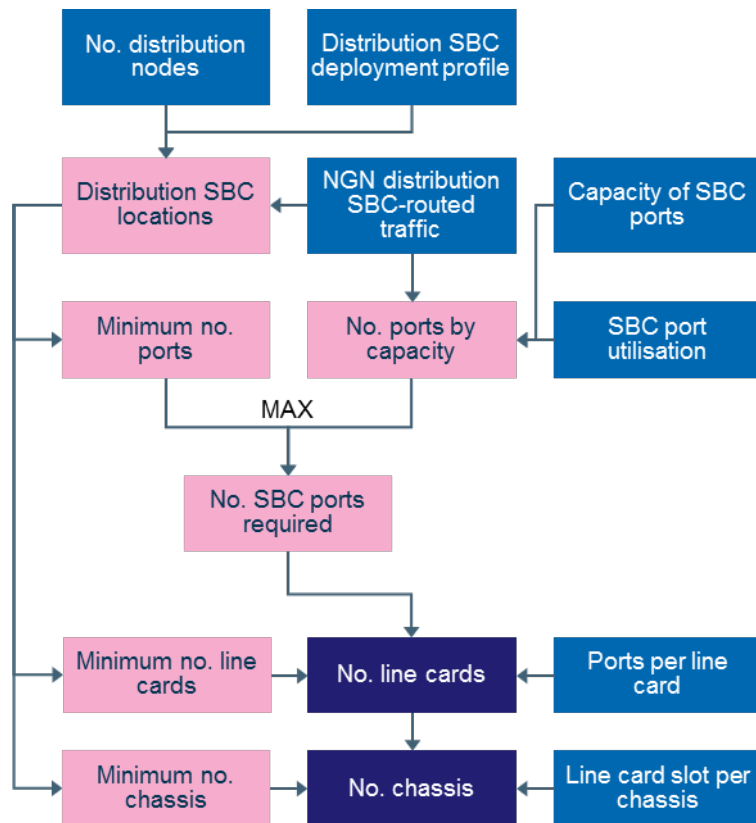 No. distribution
nodes
Distribution SBC
deployment profile
Distribution SBC
locations
NGN distribution
SBC-routed
traffic
Capacity of SBC
ports
Minimum no.
ports
No. ports by
capacity
SBC port
utilisation
MAX
No. SBC ports
required
Minimum no. line
cards
No. line cards
Ports per line
card
Minimum no.
chassis
No. chassis
Line card slot per
chassis